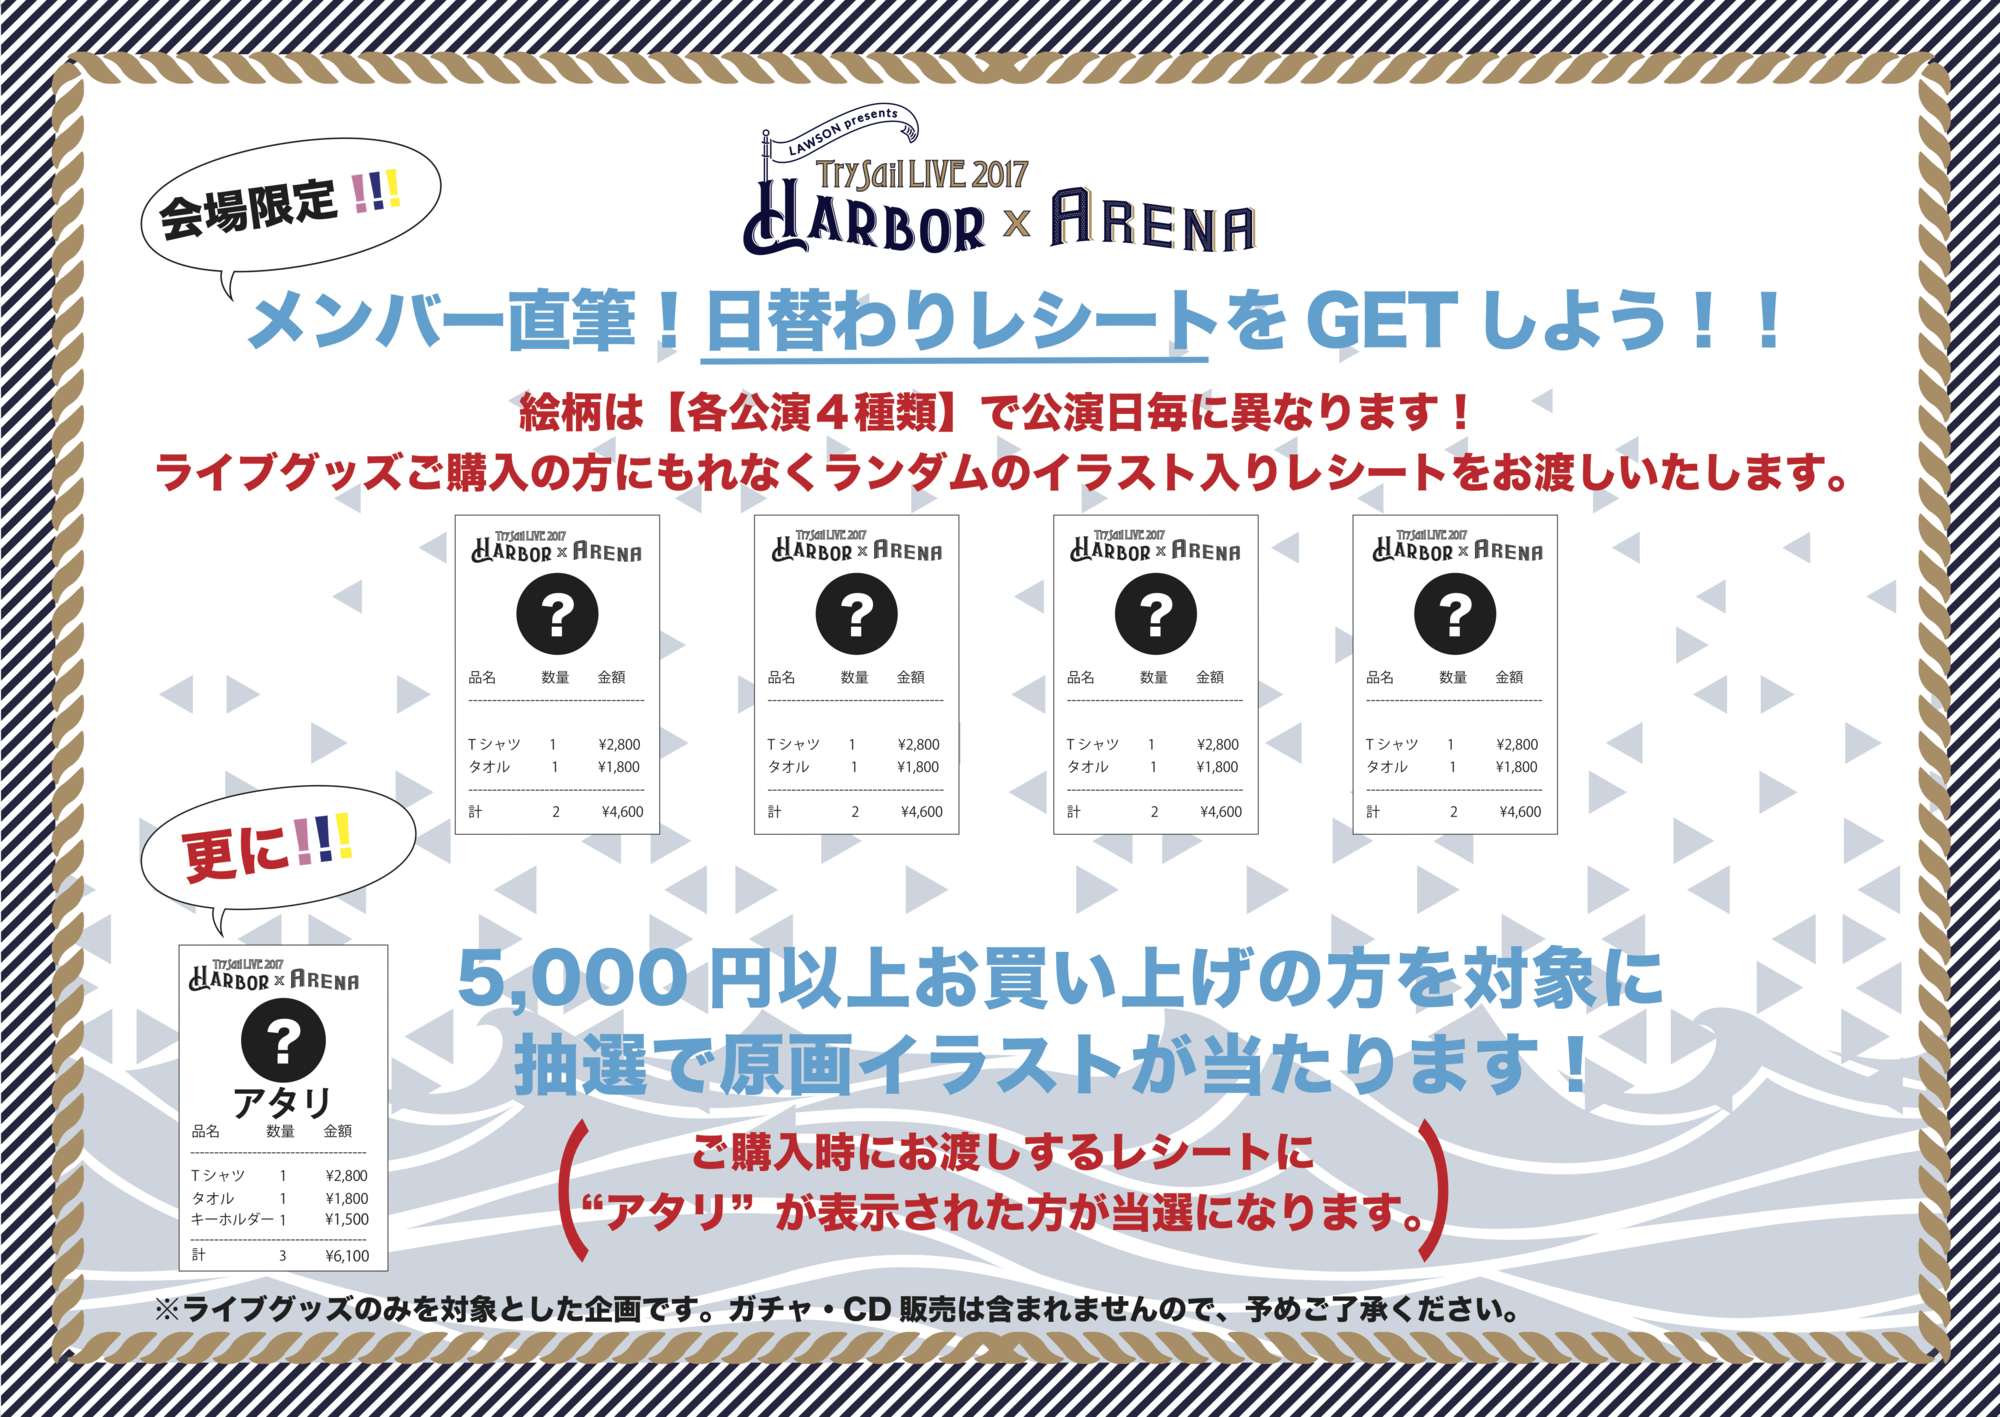 LAWSON presents
TrySail LIVE 2017
HARBOR x ARENA
会場限定!!!
メンバー直筆！日替わりレシートをGETしよう！！
絵柄は【各公演４種類】で公演日毎に異なります！
ライブグッズご購入の方にもれなくランダムのイラスト入りレシートをお渡しいたします。
TrySail LIVE 2017
HARBOR x ARENA
?
品名 数量 金額
Tシャツ 1 ¥2,800
タオル 1 ¥1,800
計 2 ¥4,600
TrySail LIVE 2017
HARBOR x ARENA
?
品名 数量 金額
Tシャツ 1 ¥2,800
タオル 1 ¥1,800
計 2 ¥4,600
TrySail LIVE 2017
HARBOR x ARENA
?
品名 数量 金額
Tシャツ 1 ¥2,800
タオル 1 ¥1,800
計 2 ¥4,600
TrySail LIVE 2017
HARBOR x ARENA
?
品名 数量 金額
Tシャツ 1 ¥2,800
タオル 1 ¥1,800
計 2 ¥4,600
更に!!!
TrySail LIVE 2017
HARBOR x ARENA
?
アタリ
品名 数量 金額
Tシャツ 1 ¥2,800
タオル 1 ¥1,800
キーホルダー 1 ¥1,500
計 3 ¥6,100
5,000円以上お買い上げの方を対象に
抽選で原画イラストが当たります！
(ご購入時にお渡しするレシートに
“アタリ”が表示された方が当選になります。)
※ライブグッズのみを対象とした企画です。ガチャ・CD販売は含まれませんので、予めご了承ください。